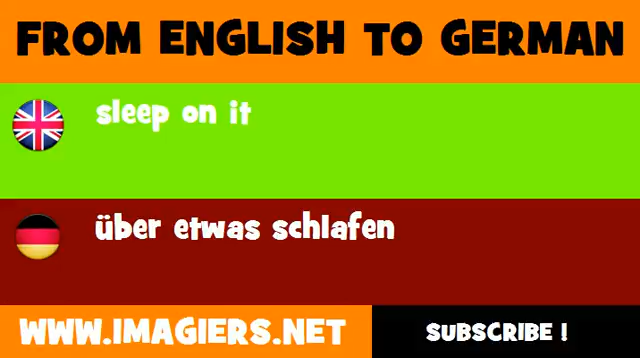 FROM ENGLISH TO GERMAN
sleep on it
über etwas schlafen
WWW.IMAGIERS.NET
SUBSCRIBE !